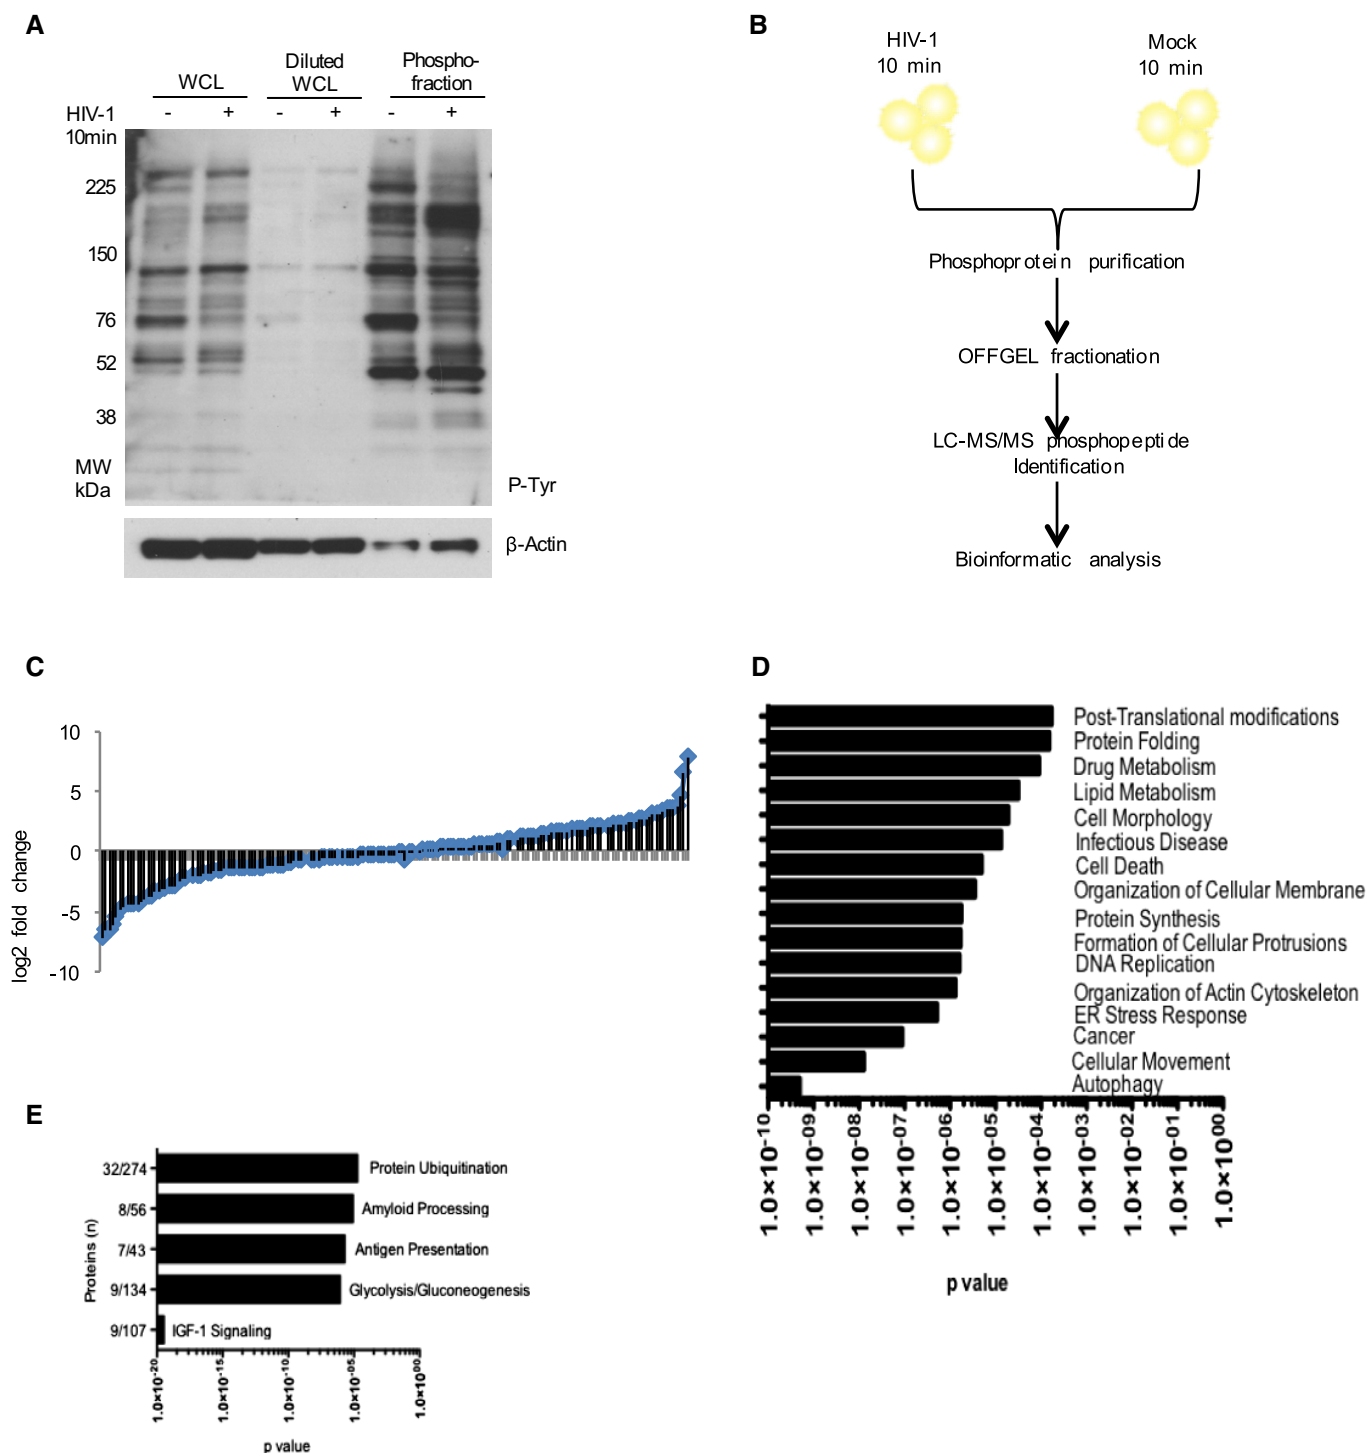 A
WCL
Diluted
WCL
Phospho-
fraction
HIV-1
10min
- + - + - +
225
150
76
52
38
MW
kDa
P-Tyr
β-Actin
B
HIV-1
10 min
Mock
10 min
Phosphoprotein purification
OFFGEL fractionation
LC-MS/MS phosphopeptide
Identification
Bioinformatic analysis
C
log2 fold change
10
5
0
-5
-10
D
Post-Translational modifications
Protein Folding
Drug Metabolism
Lipid Metabolism
Cell Morphology
Infectious Disease
Cell Death
Organization of Cellular Membrane
Protein Synthesis
Formation of Cellular Protrusions
DNA Replication
Organization of Actin Cytoskeleton
ER Stress Response
Cancer
Cellular Movement
Autophagy
1.0×10-10
1.0×10-09
1.0×10-08
1.0×10-07
1.0×10-06
1.0×10-05
1.0×10-04
1.0×10-03
1.0×10-02
1.0×10-01
1.0×1000
p value
E
Proteins (n)
32/274 Protein Ubiquitination
8/56 Amyloid Processing
7/43 Antigen Presentation
9/134 Glycolysis/Gluconeogenesis
9/107 IGF-1 Signaling
1.0×10-20
1.0×10-15
1.0×10-10
1.0×10-05
1.0×1000
p value